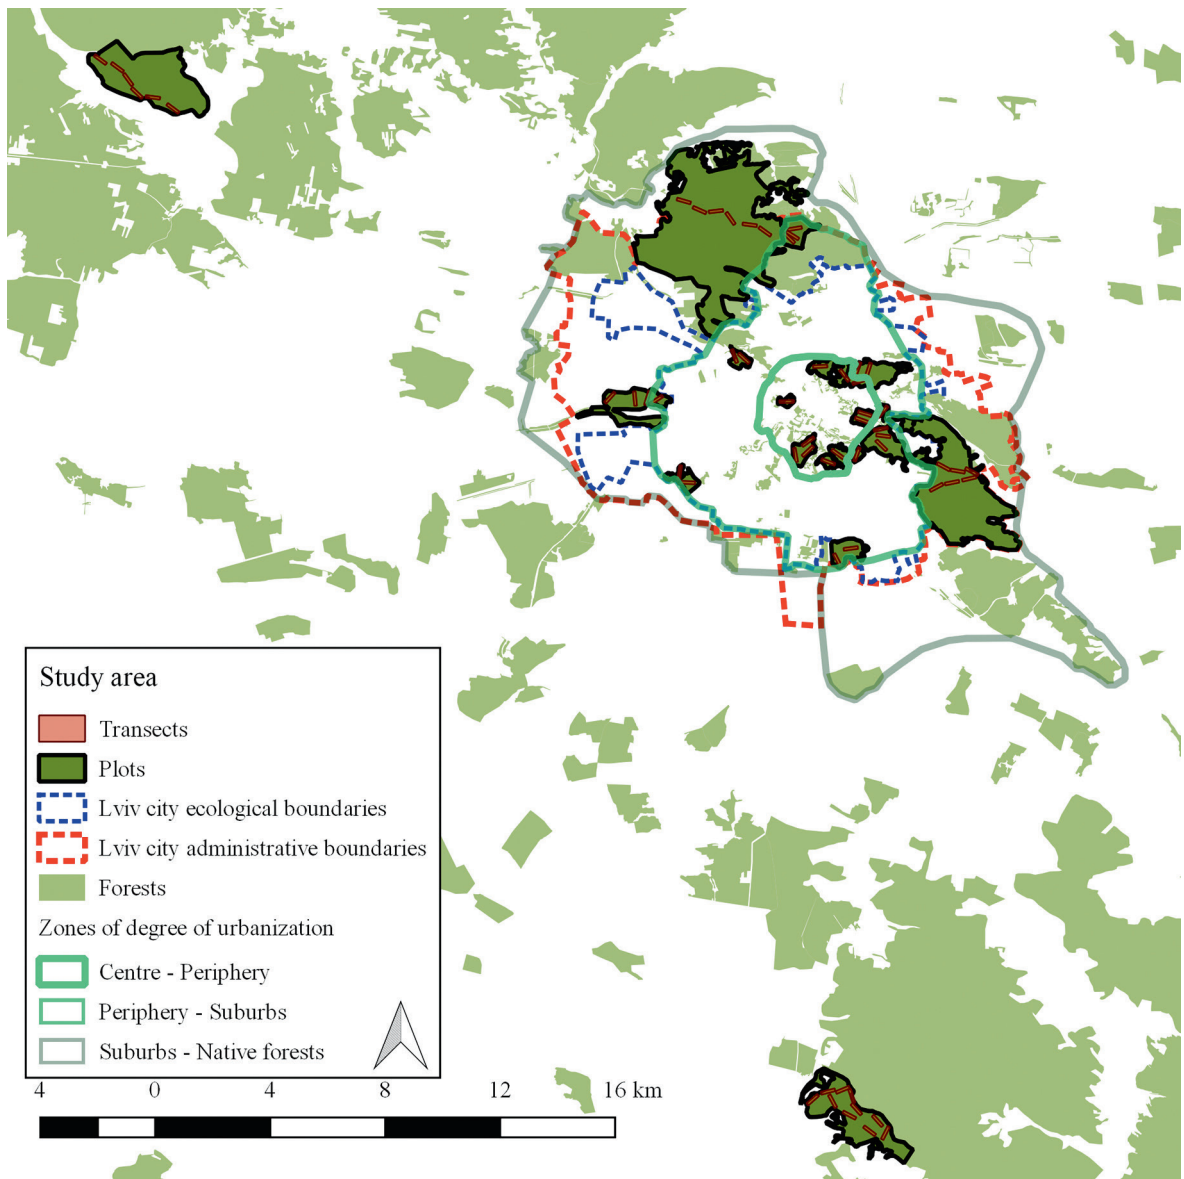 Study area
Transects
Plots
Lviv city ecological boundaries
Lviv city administrative boundaries
Forests
Zones of degree of urbanization
Centre - Periphery
Periphery - Suburbs
Suburbs - Native forests
4 0 4 8 12 16 km